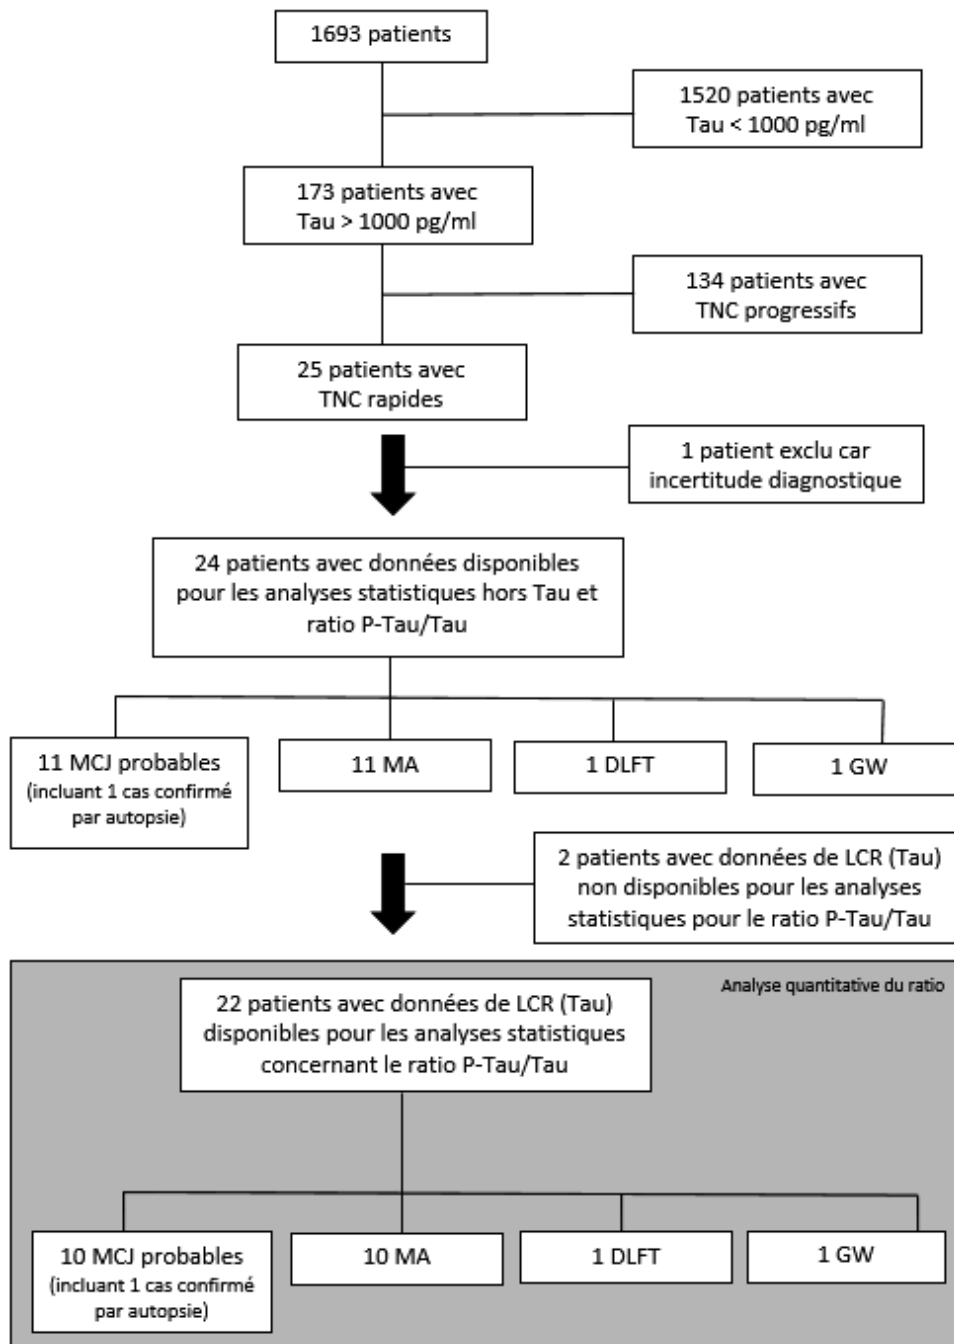 1693 patients
1520 patients avec
Tau < 1000 pg/ml
173 patients avec
Tau > 1000 pg/ml
134 patients avec
TNC progressifs
25 patients avec
TNC rapides
1 patient exclu car
incertitude diagnostique
24 patients avec données disponibles
pour les analyses statistiques hors Tau et
ratio P-Tau/Tau
11 MCJ probables
(incluant 1 cas confirmé
par autopsie)
11 MA
1 DLFT
1 GW
2 patients avec données de LCR (Tau)
non disponibles pour les analyses
statistiques pour le ratio P-Tau/Tau
Analyse quantitative du ratio
22 patients avec données de LCR (Tau)
disponibles pour les analyses statistiques
concernant le ratio P-Tau/Tau
10 MCJ probables
(incluant 1 cas confirmé
par autopsie)
10 MA
1 DLFT
1 GW